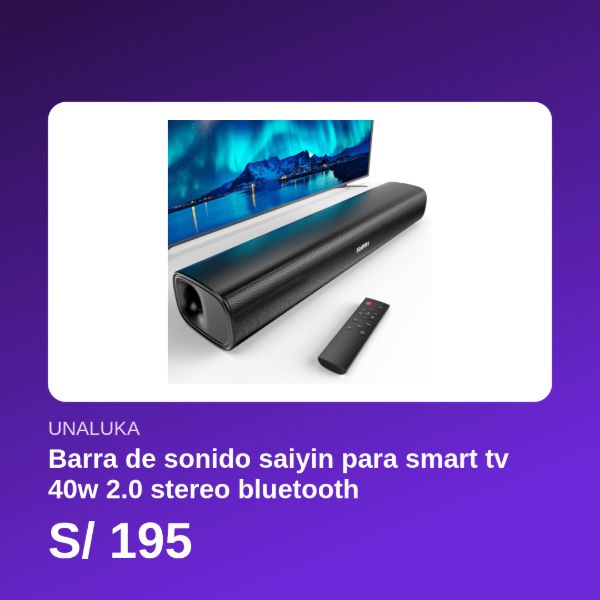 UNALUKA
Barra de sonido saiyin para smart tv
40w 2.0 stereo bluetooth
S/ 195